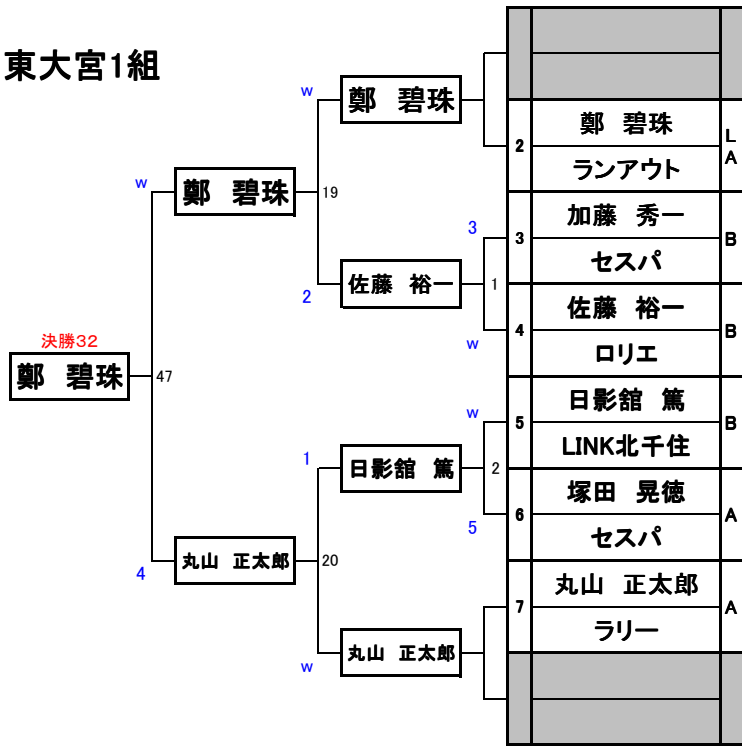 東大宮1組
w
鄭 碧珠
2
鄭 碧珠
ランアウト
L
A
w
鄭 碧珠
19
3
3
加藤 秀一
セスパ
B
2
佐藤 裕一
1
w
4
佐藤 裕一
ロリエ
B
決勝32
鄭 碧珠
47
w
5
日影舘 篤
LINK北千住
B
1
日影舘 篤
2
5
6
塚田 晃徳
セスパ
A
4
丸山 正太郎
20
7
丸山 正太郎
ラリー
A
w
丸山 正太郎